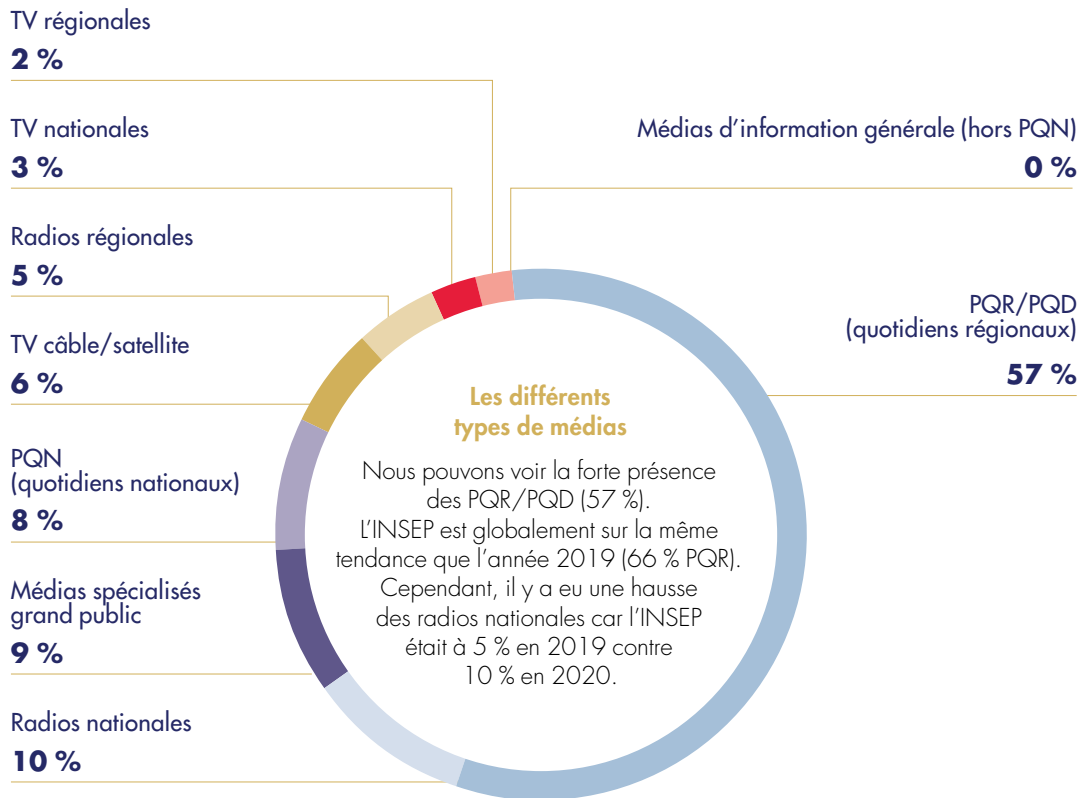 TV régionales
2 %
TV nationales
3 %
Radios régionales
5 %
TV câble/satellite
6 %
PQN
(quotidiens nationaux)
8 %
Médias spécialisés
grand public
9 %
Radios nationales
10 %
Médias d'information générale (hors PQN)
0 %
PQR/PQD
(quotidiens régionaux)
57 %
Les différents
types de médias
Nous pouvons voir la forte présence
des PQR/PQD (57 %).
L'INSEP est globalement sur la même
tendance que l'année 2019 (66 % PQR).
Cependant, il y a eu une hausse
des radios nationales car l'INSEP
était à 5 % en 2019 contre
10 % en 2020.